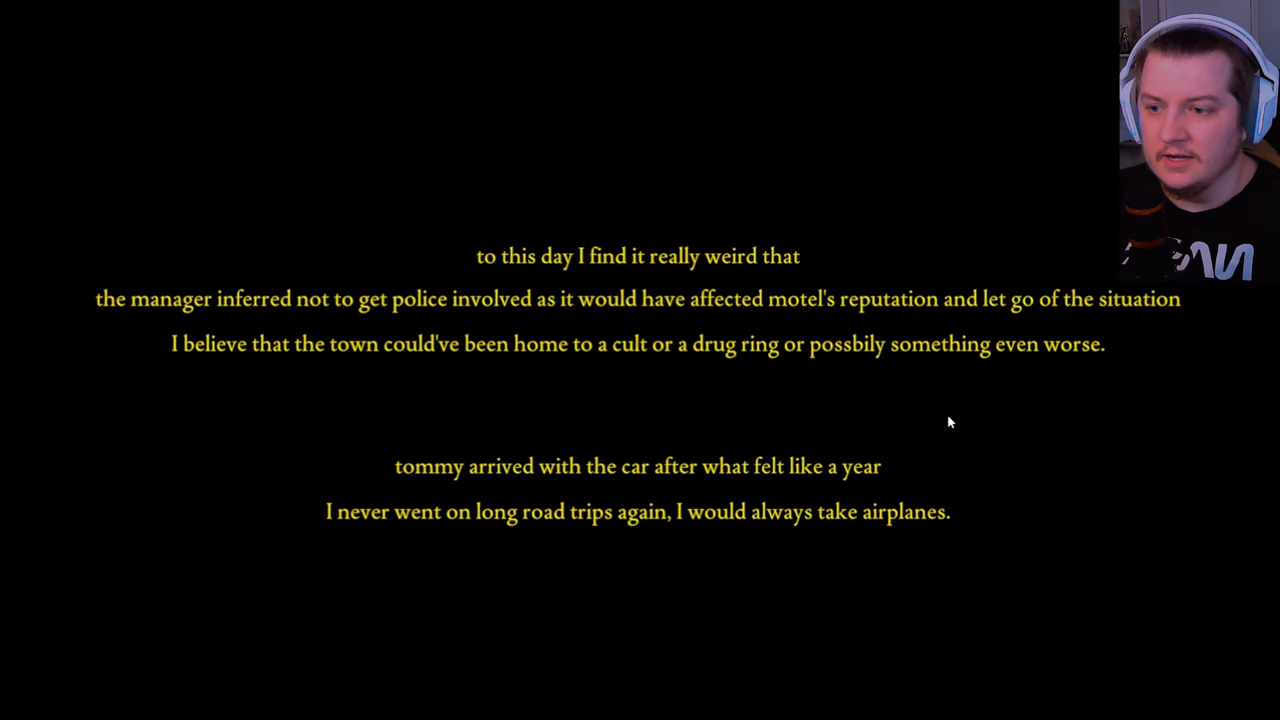 to this day I find it really weird that
the manager inferred not to get police involved as it would have affected motel's reputation and let go of the situation
I believe that the town could've been home to a cult or a drug ring or possbily something even worse.
tommy arrived with the car after what felt like a year
I never went on long road trips again, I would always take airplanes.